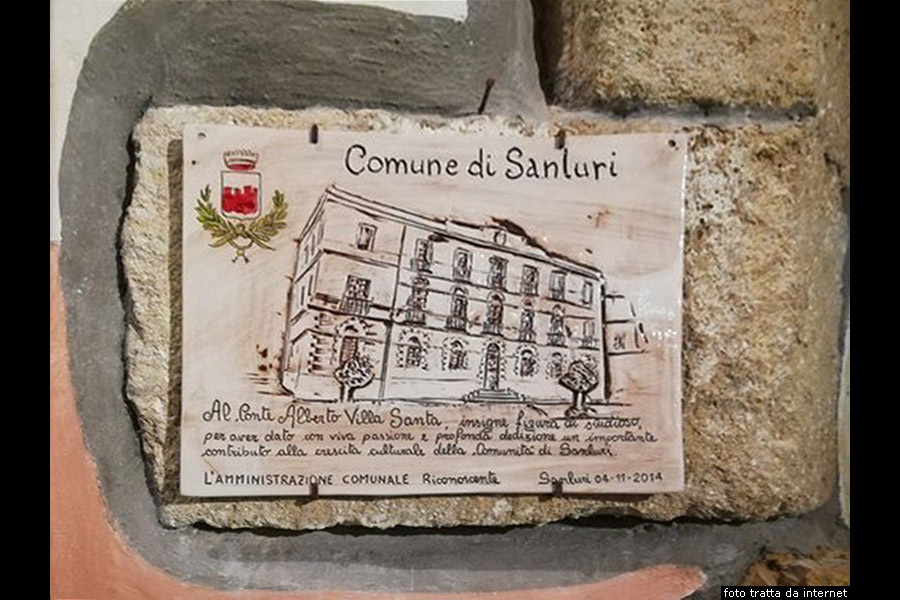 Comune di Sanluri
Al Conte Alberto Villa Santa, insigne figura di studioso,
per aver dato con viva passione e profonda dedizione un importante
contributo alla crescita culturale della Comunità di Sanluri.
L'AMMINISTRAZIONE COMUNALE Riconoscente Sanluri 04-11-2014
foto tratta da internet